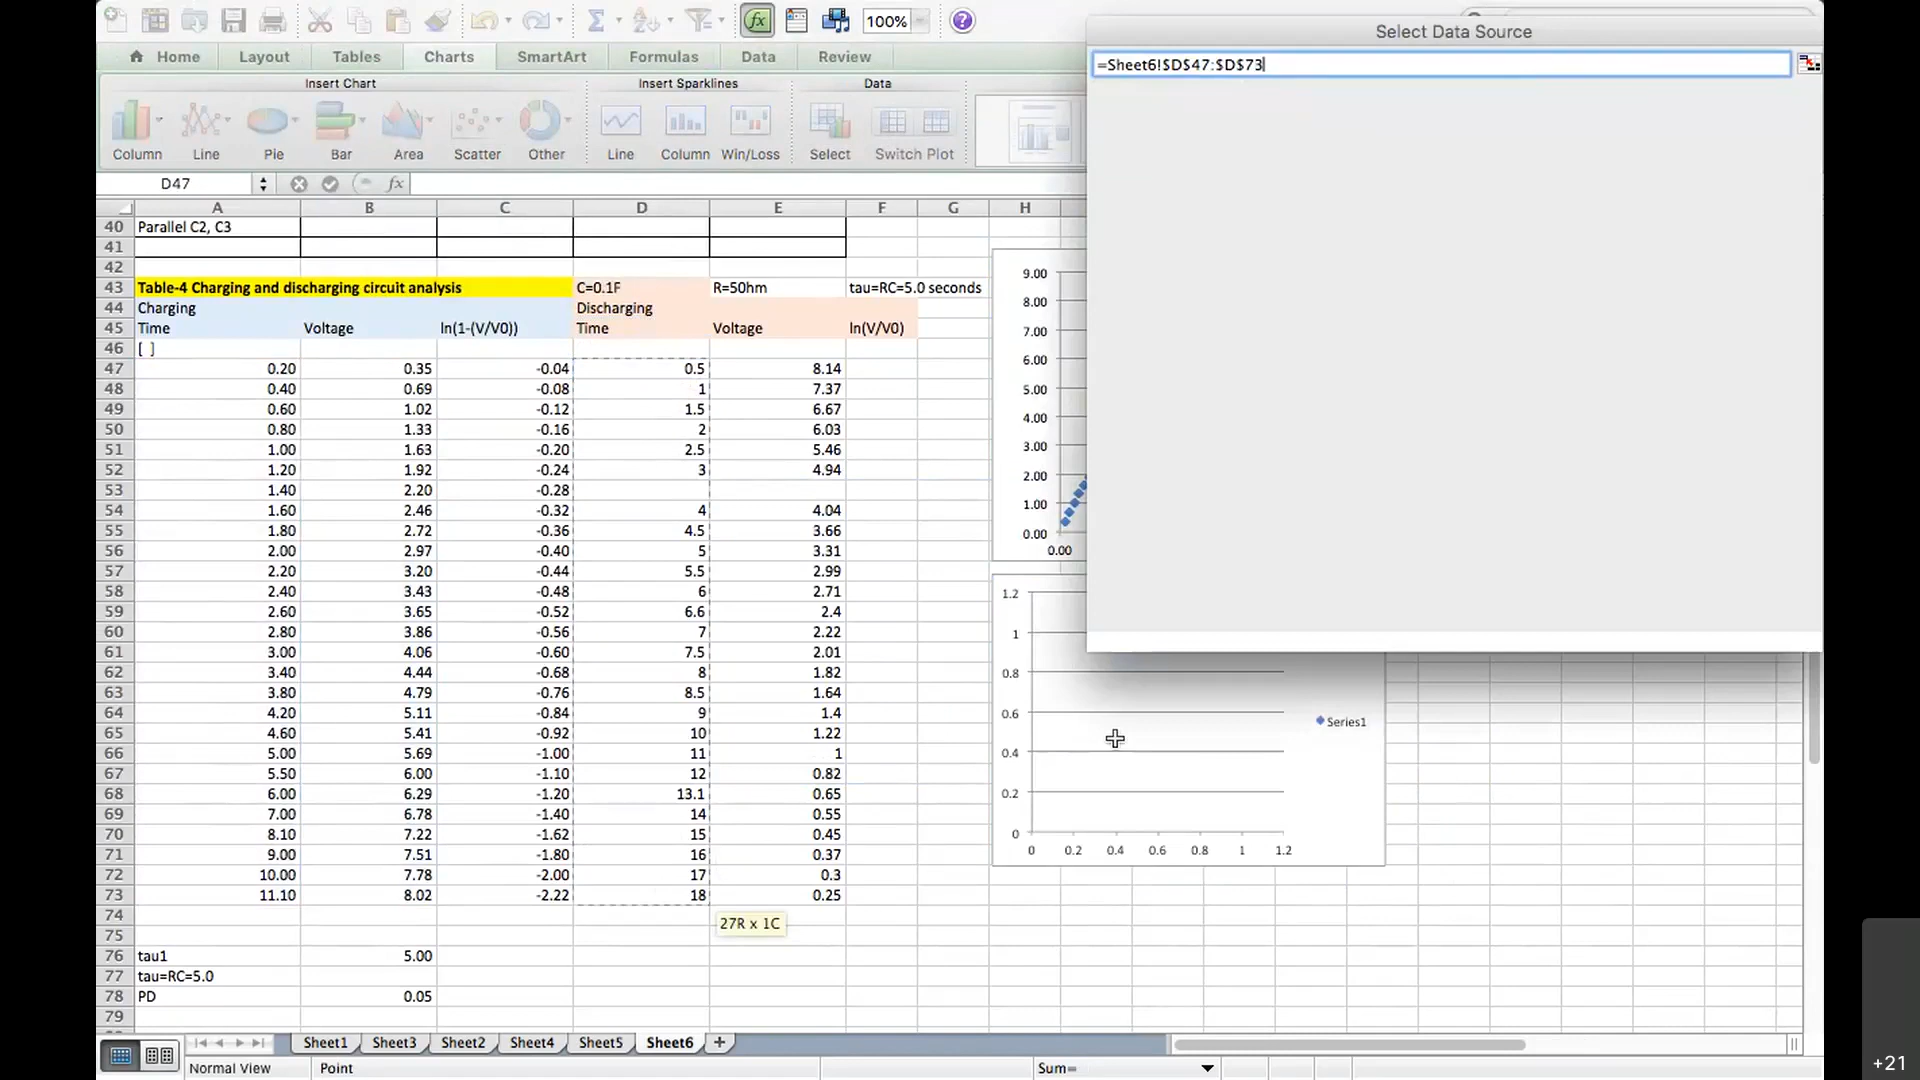 100%
Select Data Source
=Sheet6!$D$47:$D$73
Home Layout Tables Charts SmartArt Formulas Data Review
Insert Chart Insert Sparklines Data
Column Line Pie Bar Area Scatter Other Line Column Win/Loss Select Switch Plot
D47 fx
A B C D E F G H
40 Parallel C2, C3
41
42
43 Table-4 Charging and discharging circuit analysis C=0.1F R=50hm tau=RC=5.0 seconds
44 Charging Discharging
45 Time Voltage ln(1-(V/V0)) Time Voltage ln(V/V0)
46 [ ]
47 0.20 0.35 -0.04 0.5 8.14
48 0.40 0.69 -0.08 1 7.37
49 0.60 1.02 -0.12 1.5 6.67
50 0.80 1.33 -0.16 2 6.03
51 1.00 1.63 -0.20 2.5 5.46
52 1.20 1.92 -0.24 3 4.94
53 1.40 2.20 -0.28
54 1.60 2.46 -0.32 4 4.04
55 1.80 2.72 -0.36 4.5 3.66
56 2.00 2.97 -0.40 5 3.31
57 2.20 3.20 -0.44 5.5 2.99
58 2.40 3.43 -0.48 6 2.71
59 2.60 3.65 -0.52 6.6 2.4
60 2.80 3.86 -0.56 7 2.22
61 3.00 4.06 -0.60 7.5 2.01
62 3.40 4.44 -0.68 8 1.82
63 3.80 4.79 -0.76 8.5 1.64
64 4.20 5.11 -0.84 9 1.4
65 4.60 5.41 -0.92 10 1.22
66 5.00 5.69 -1.00 11 1
67 5.50 6.00 -1.10 12 0.82
68 6.00 6.29 -1.20 13.1 0.65
69 7.00 6.78 -1.40 14 0.55
70 8.10 7.22 -1.62 15 0.45
71 9.00 7.51 -1.80 16 0.37
72 10.00 7.78 -2.00 17 0.3
73 11.10 8.02 -2.22 18 0.25
74
27R x 1C
75
76 tau1 5.00
77 tau=RC=5.0
78 PD 0.05
79
9.00
8.00
7.00
6.00
5.00
4.00
3.00
2.00
1.00
0.00
0.00
1.2
1
0.8
0.6
0.4
0.2
0
0 0.2 0.4 0.6 0.8 1 1.2
Series1
Sheet1 Sheet3 Sheet2 Sheet4 Sheet5 Sheet6 +
Normal View Point Sum=
+21